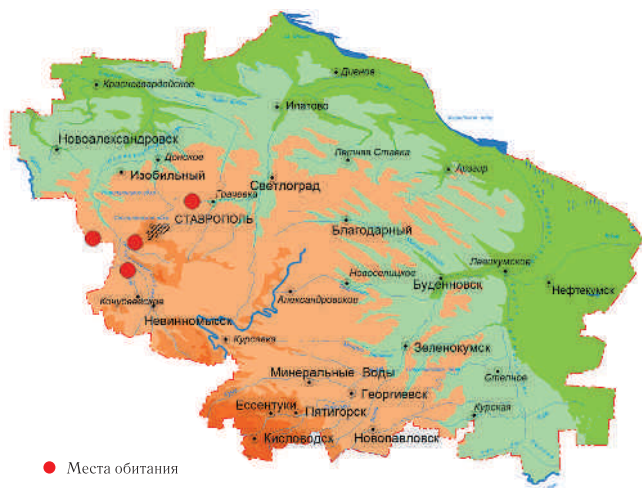 Дивное
Красногвардейское
Ипатово
Новоалександровск
Донское
Летняя Ставка
Изобильный
Светлоград
Арзгир
Грачевка
СТАВРОПОЛЬ
Благодарный
Левокумское
Новоселицкое
Буденновск
Нефтекумск
Александровское
Кочубеевское
Невинномысск
Курсавка
Зеленокумск
Минеральные Воды
Степное
Георгиевск
Ессентуки
Пятигорск
Курская
Кисловодск
Новопавловск
Места обитания